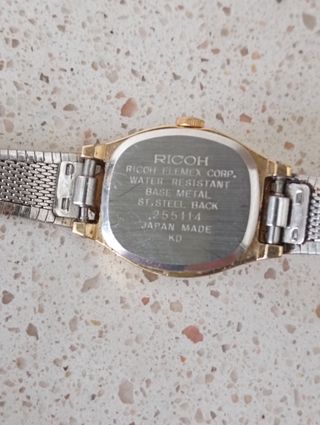 RICOH
RICOH ELEMEX CORP.
WATER RESISTANT
BASE METAL
ST. STEEL BACK
255114
JAPAN MADE
KD